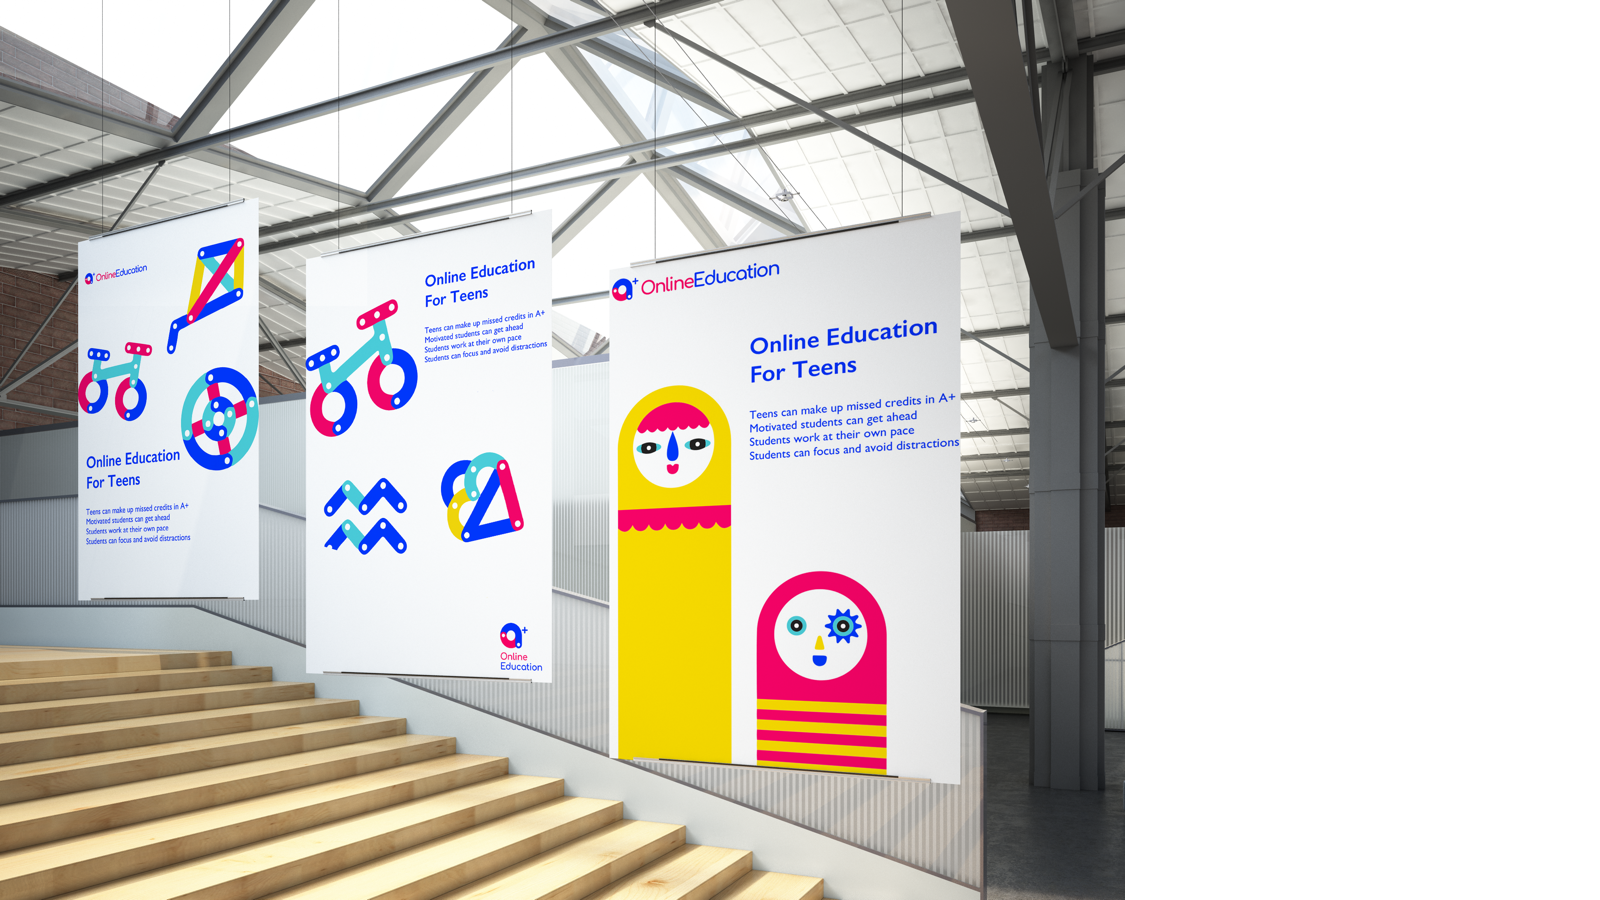 a+ OnlineEducation
Online Education
For Teens
Teens can make up missed credits in A+
Motivated students can get ahead
Students work at their own pace
Students can focus and avoid distractions
Online Education
For Teens
Teens can make up missed credits in A+
Motivated students can get ahead
Students work at their own pace
Students can focus and avoid distractions
a+
Online
Education
a+ OnlineEducation
Online Education
For Teens
Teens can make up missed credits in A+
Motivated students can get ahead
Students work at their own pace
Students can focus and avoid distractions